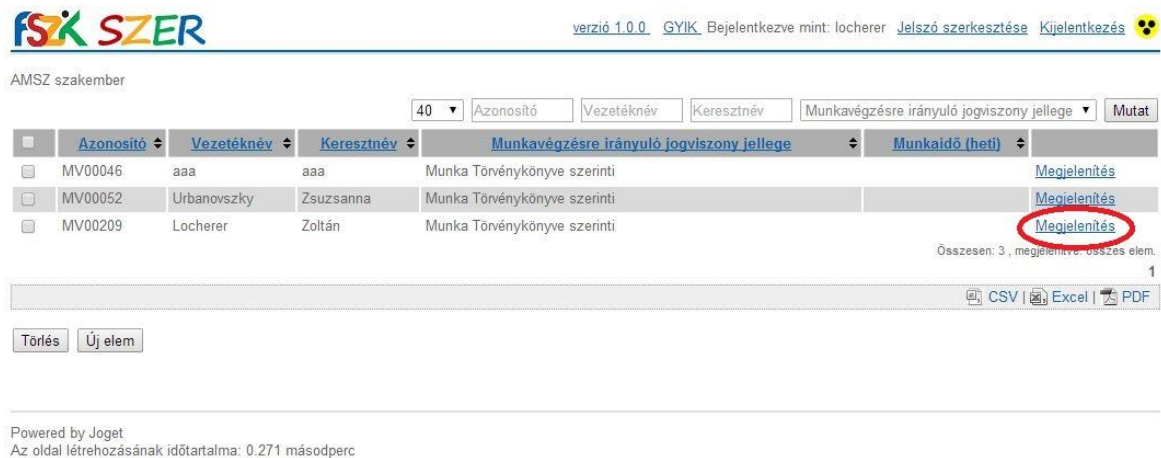 FSZK SZER
verzió 1.0.0 GYIK Bejelentkezve mint: locherer Jelszó szerkesztése Kijelentkezés
AMSZ szakember
40 Azonosító Vezetéknév Keresztnév Munkavégzésre irányuló jogviszony jellege Mutat
Azonosító Vezetéknév Keresztnév Munkavégzésre irányuló jogviszony jellege Munkaidő (heti)
MV00046 aaa aaa Munka Törvénykönyve szerinti Megjelenítés
MV00052 Urbanovszky Zsuzsanna Munka Törvénykönyve szerinti Megjelenítés
MV00209 Locherer Zoltán Munka Törvénykönyve szerinti Megjelenítés
Összesen: 3 , megjelenítve: összes elem.
1
CSV | Excel | PDF
Törlés Új elem
Powered by Joget
Az oldal létrehozásának időtartalma: 0.271 másodperc